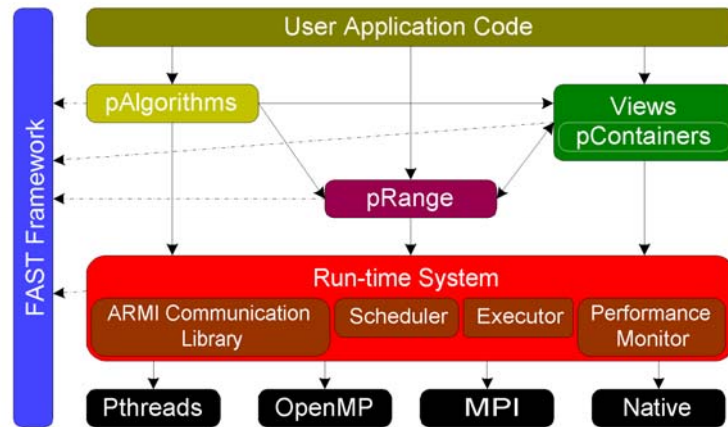 User Application Code
FAST Framework
pAlgorithms
Views
pContainers
pRange
Run-time System
ARMI Communication
Library
Scheduler
Executor
Performance
Monitor
Pthreads
OpenMP
MPI
Native